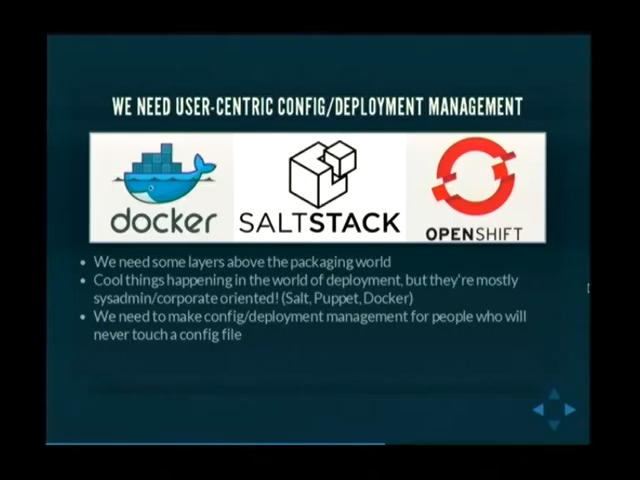 WE NEED USER-CENTRIC CONFIG/DEPLOYMENT MANAGEMENT
docker
SALTSTACK
OPENSHIFT
• We need some layers above the packaging world
• Cool things happening in the world of deployment, but they're mostly
sysadmin/corporate oriented! (Salt, Puppet, Docker)
• We need to make config/deployment management for people who will
never touch a config file